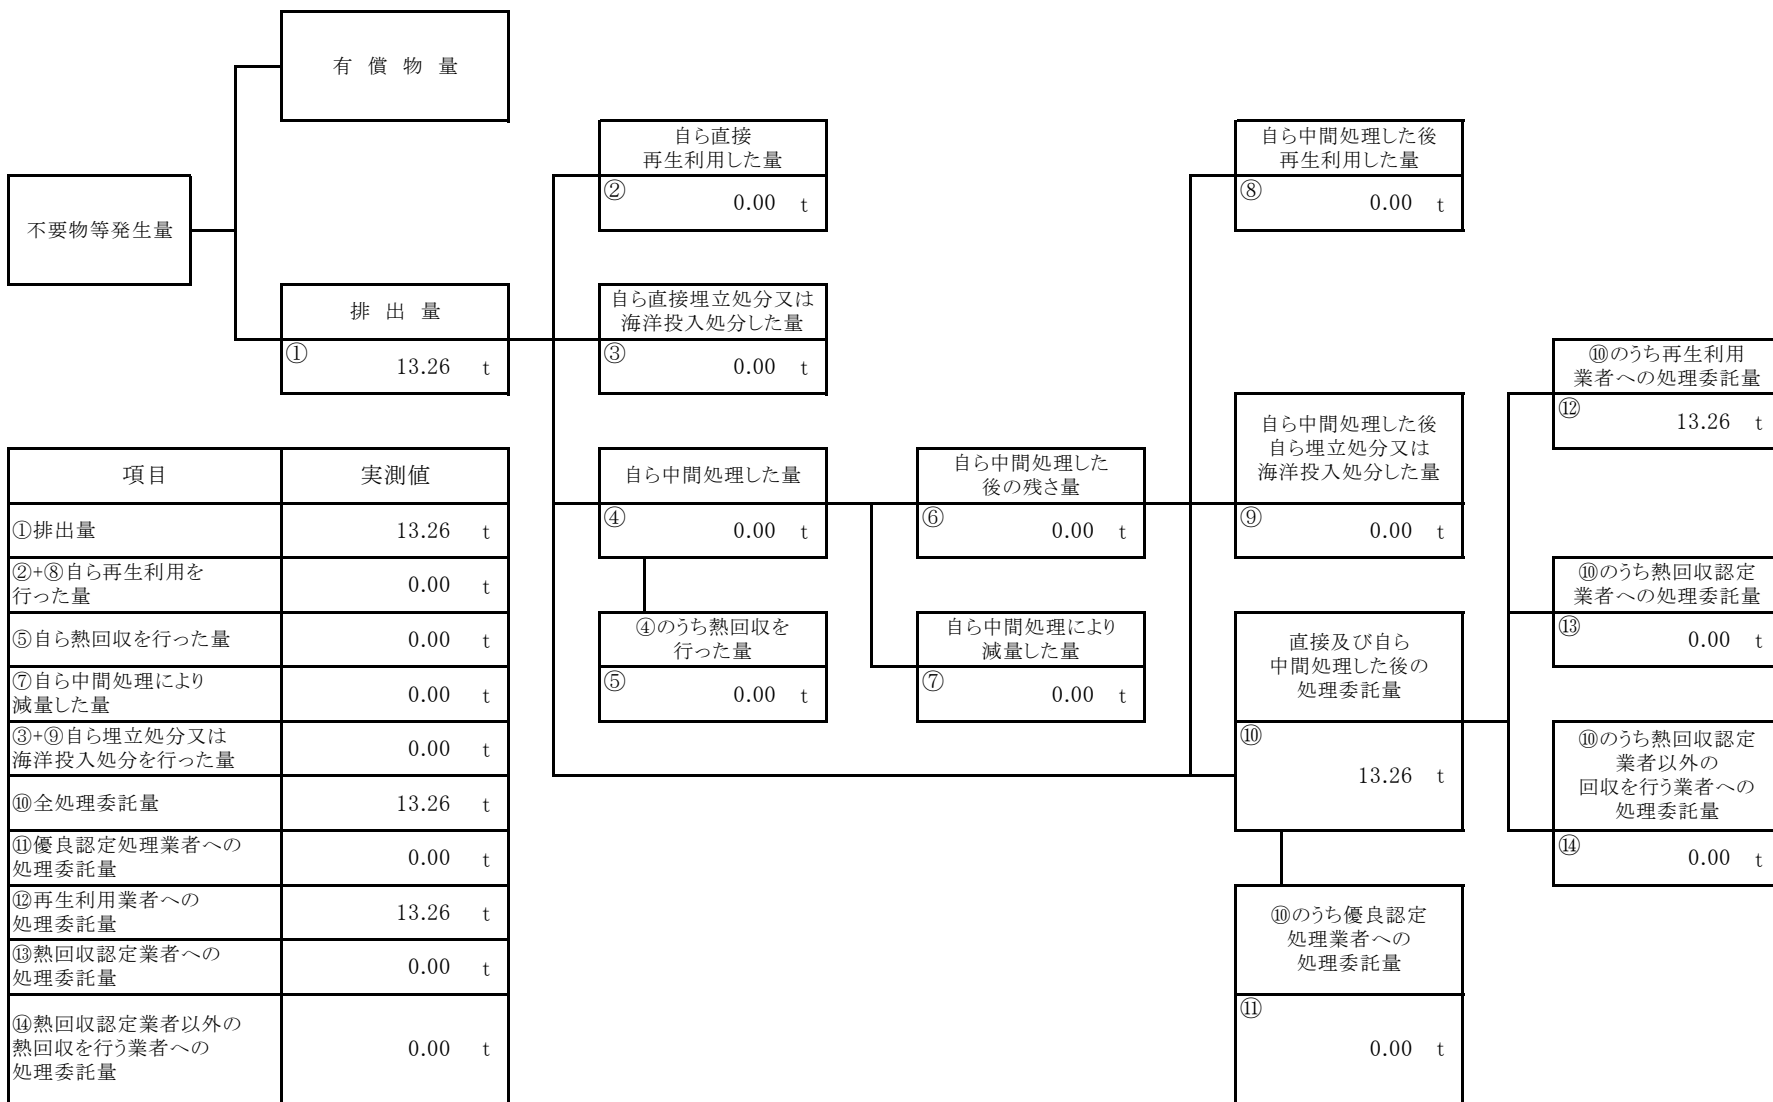 有 償 物 量
自ら直接
再生利用した量
②
0.00 t
自ら中間処理した後
再生利用した量
⑧
0.00 t
不要物等発生量
排 出 量
①
13.26 t
自ら直接埋立処分又は
海洋投入処分した量
③
0.00 t
⑩のうち再生利用
業者への処理委託量
⑫
13.26 t
自ら中間処理した後
自ら埋立処分又は
海洋投入処分した量
⑨
0.00 t
自ら中間処理した量
④
0.00 t
自ら中間処理した
後の残さ量
⑥
0.00 t
④のうち熱回収を
行った量
⑤
0.00 t
自ら中間処理により
減量した量
⑦
0.00 t
直接及び自ら
中間処理した後の
処理委託量
⑩
13.26 t
⑩のうち熱回収認定
業者への処理委託量
⑬
0.00 t
⑩のうち熱回収認定
業者以外の
回収を行う業者への
処理委託量
⑭
0.00 t
⑩のうち優良認定
処理業者への
処理委託量
⑪
0.00 t
項目 実測値
①排出量 13.26 t
②+⑧自ら再生利用を
行った量
0.00 t
⑤自ら熱回収を行った量 0.00 t
⑦自ら中間処理により
減量した量
0.00 t
③+⑨自ら埋立処分又は
海洋投入処分を行った量
0.00 t
⑩全処理委託量 13.26 t
⑪優良認定処理業者への
処理委託量
0.00 t
⑫再生利用業者への
処理委託量
13.26 t
⑬熱回収認定業者への
処理委託量
0.00 t
⑭熱回収認定業者以外の
熱回収を行う業者への
処理委託量
0.00 t